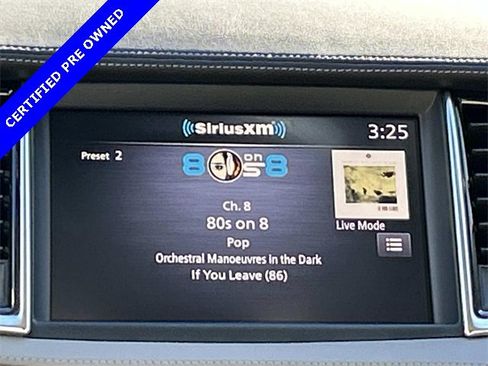 CERTIFIED PRE OWNED
((SiriusXM))
3:25
Preset 2
80s on 8
Ch. 8
80s on 8
Live Mode
Pop
Orchestral Manoeuvres in the Dark
If You Leave (86)